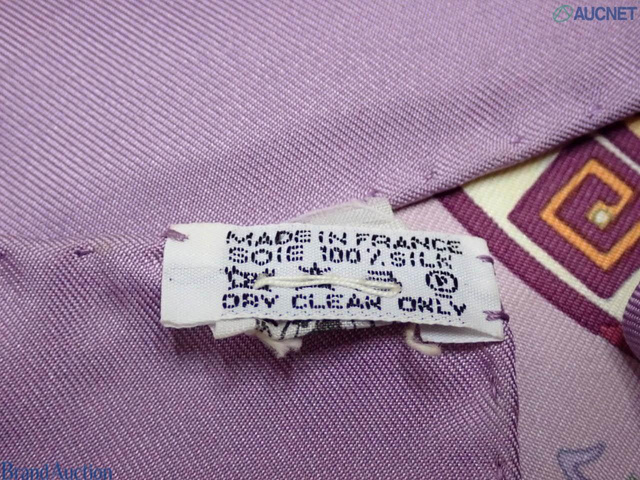 AUCNET
MADE IN FRANCE
SOIE 100% SILK
P
DRY CLEAN ONLY
Brand Auction